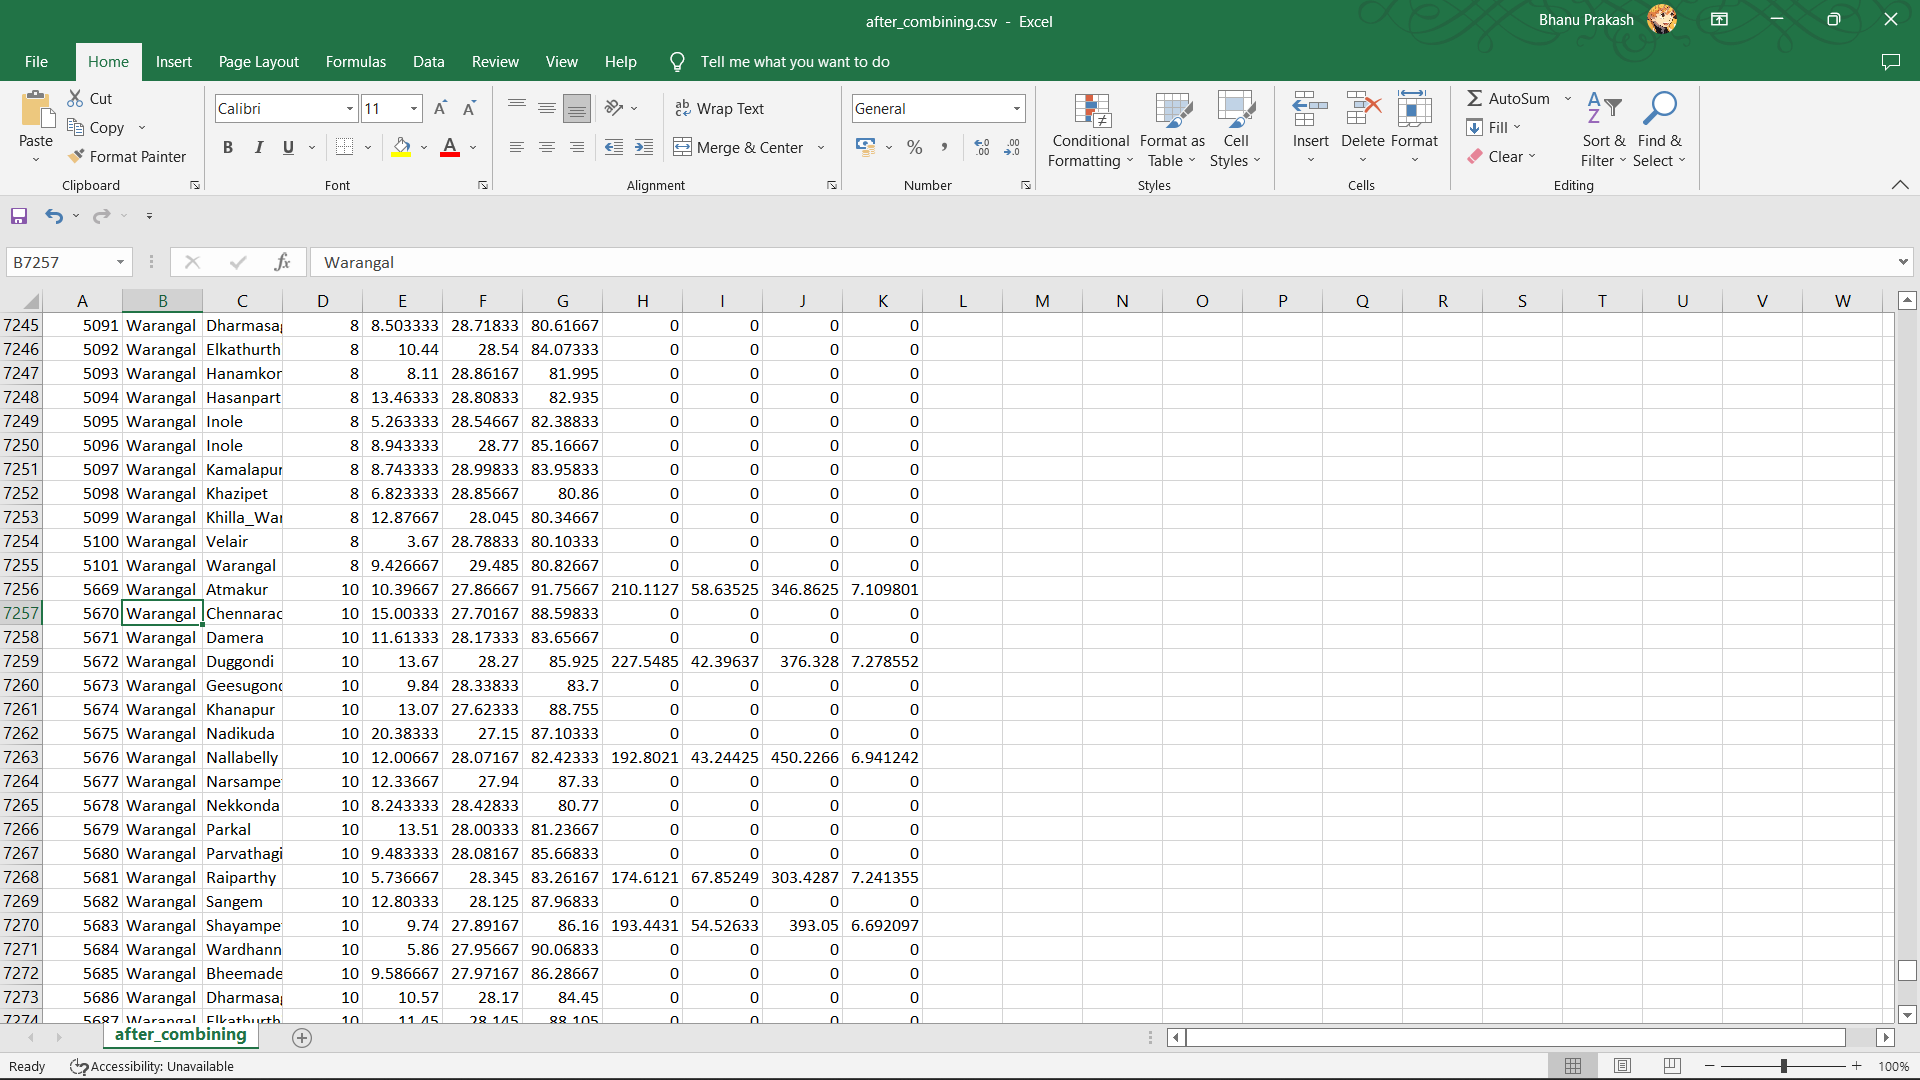 after_combining.csv - Excel
Bhanu Prakash
File Home Insert Page Layout Formulas Data Review View Help Tell me what you want to do
Paste
Cut
Copy
Format Painter
Clipboard
Calibri 11
B I U
Font
Wrap Text
Merge & Center
Alignment
General
Number
Conditional Formatting
Format as Table
Cell Styles
Styles
Insert Delete Format
Cells
AutoSum
Fill
Clear
Sort & Filter
Find & Select
Editing
B7257 fx Warangal
A B C D E F G H I J K L M N O P Q R S T U V W
7245 5091 Warangal Dharmasag 8 8.503333 28.71833 80.61667 0 0 0 0
7246 5092 Warangal Elkathurth 8 10.44 28.54 84.07333 0 0 0 0
7247 5093 Warangal Hanamkor 8 8.11 28.86167 81.995 0 0 0 0
7248 5094 Warangal Hasanpart 8 13.46333 28.80833 82.935 0 0 0 0
7249 5095 Warangal Inole 8 5.263333 28.54667 82.38833 0 0 0 0
7250 5096 Warangal Inole 8 8.943333 28.77 85.16667 0 0 0 0
7251 5097 Warangal Kamalapur 8 8.743333 28.99833 83.95833 0 0 0 0
7252 5098 Warangal Khazipet 8 6.823333 28.85667 80.86 0 0 0 0
7253 5099 Warangal Khilla_War 8 12.87667 28.045 80.34667 0 0 0 0
7254 5100 Warangal Velair 8 3.67 28.78833 80.10333 0 0 0 0
7255 5101 Warangal Warangal 8 9.426667 29.485 80.82667 0 0 0 0
7256 5669 Warangal Atmakur 10 10.39667 27.86667 91.75667 210.1127 58.63525 346.8625 7.109801
7257 5670 Warangal Chennarao 10 15.00333 27.70167 88.59833 0 0 0 0
7258 5671 Warangal Damera 10 11.61333 28.17333 83.65667 0 0 0 0
7259 5672 Warangal Duggondi 10 13.67 28.27 85.925 227.5485 42.39637 376.328 7.278552
7260 5673 Warangal Geesugond 10 9.84 28.33833 83.7 0 0 0 0
7261 5674 Warangal Khanapur 10 13.07 27.62333 88.755 0 0 0 0
7262 5675 Warangal Nadikuda 10 20.38333 27.15 87.10333 0 0 0 0
7263 5676 Warangal Nallabelly 10 12.00667 28.07167 82.42333 192.8021 43.24425 450.2266 6.941242
7264 5677 Warangal Narsampe 10 12.33667 27.94 87.33 0 0 0 0
7265 5678 Warangal Nekkonda 10 8.243333 28.42833 80.77 0 0 0 0
7266 5679 Warangal Parkal 10 13.51 28.00333 81.23667 0 0 0 0
7267 5680 Warangal Parvathagi 10 9.483333 28.08167 85.66833 0 0 0 0
7268 5681 Warangal Raiparthy 10 5.736667 28.345 83.26167 174.6121 67.85249 303.4287 7.241355
7269 5682 Warangal Sangem 10 12.80333 28.125 87.96833 0 0 0 0
7270 5683 Warangal Shayampe 10 9.74 27.89167 86.16 193.4431 54.52633 393.05 6.692097
7271 5684 Warangal Wardhann 10 5.86 27.95667 90.06833 0 0 0 0
7272 5685 Warangal Bheemade 10 9.586667 27.97167 86.28667 0 0 0 0
7273 5686 Warangal Dharmasag 10 10.57 28.17 84.45 0 0 0 0
7274 5687 Warangal Elkathurth 10 11.45 28.145 88.105 0 0 0 0
after_combining
Ready Accessibility: Unavailable 100%